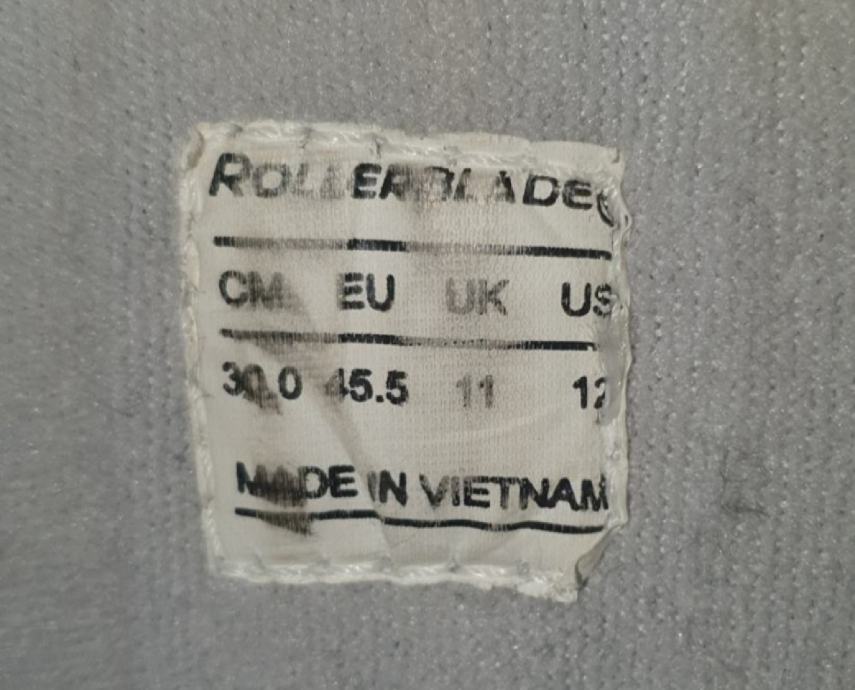 ROLLERBLADE®
CM EU UK US
30.0 45.5 11 12
MADE IN VIETNAM